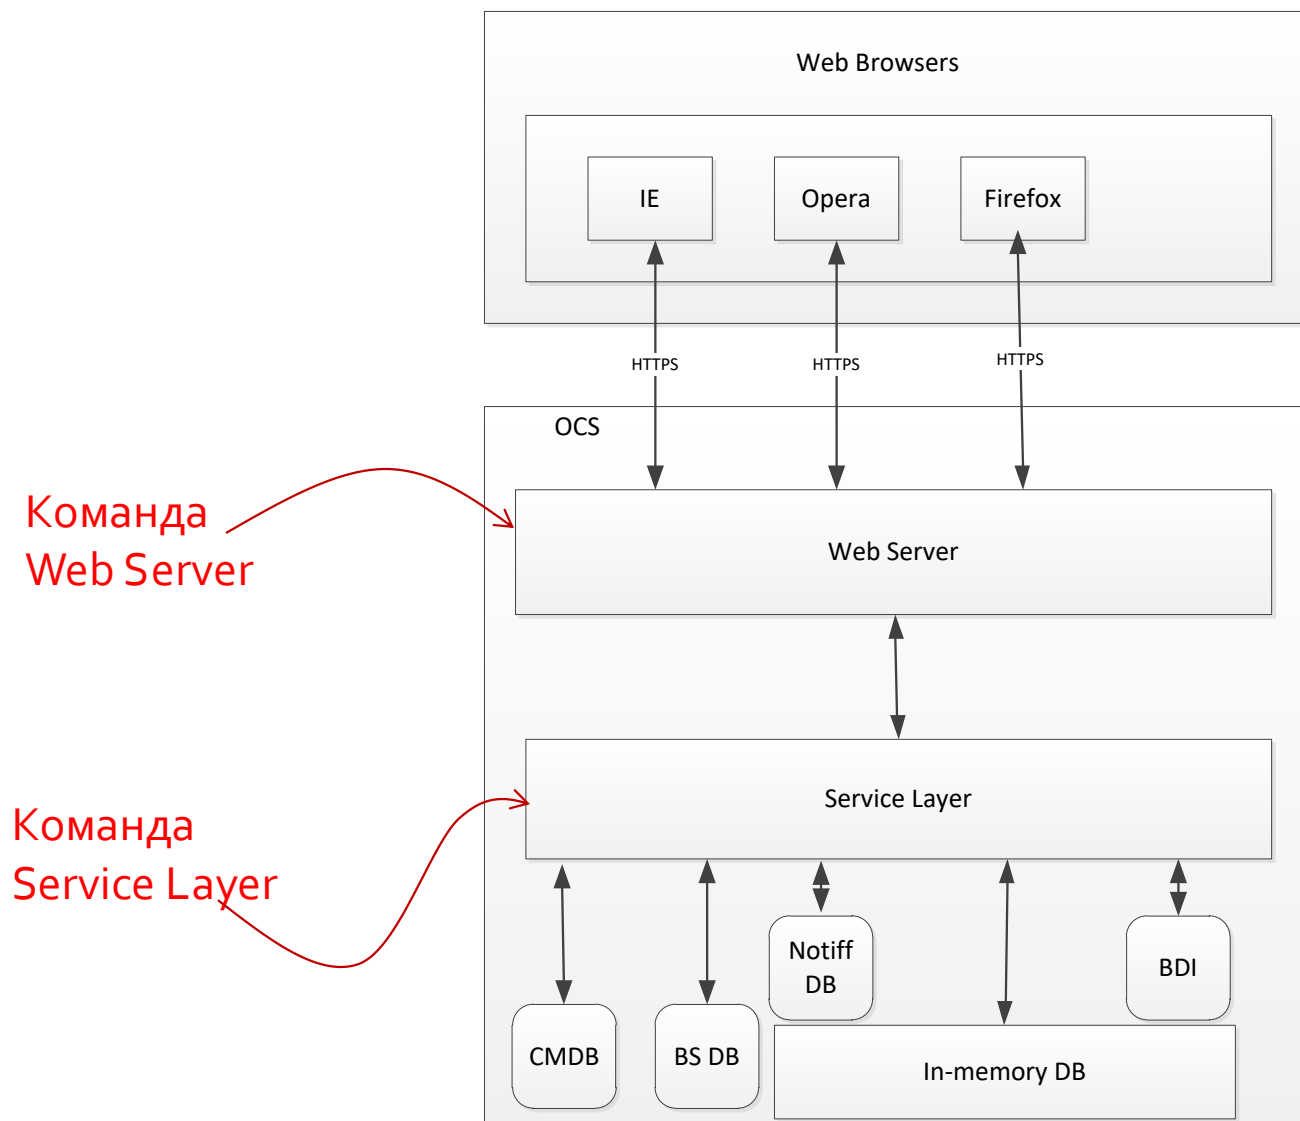 Web Browsers
IE
Opera
Firefox
HTTPS
HTTPS
HTTPS
OCS
Команда
Web Server
Web Server
Команда
Service Layer
Service Layer
Notiff
DB
BDI
CMDB
BS DB
In-memory DB